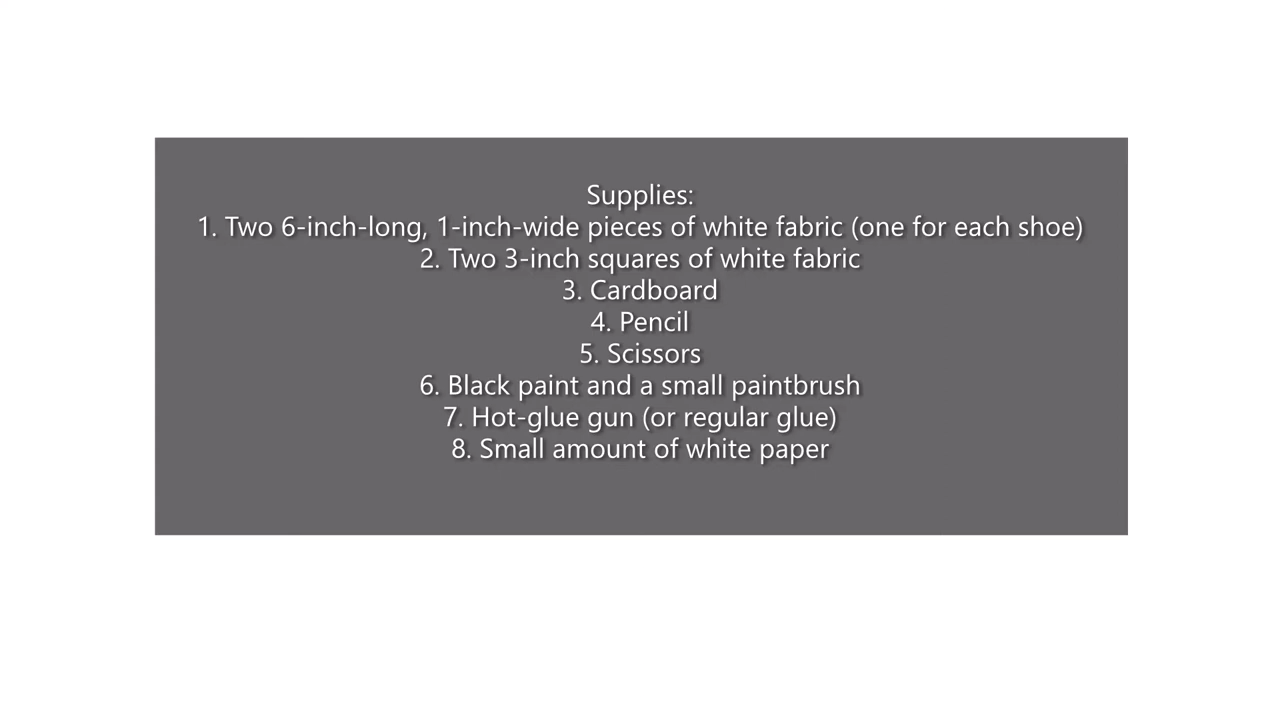 Supplies:
1. Two 6-inch-long, 1-inch-wide pieces of white fabric (one for each shoe)
2. Two 3-inch squares of white fabric
3. Cardboard
4. Pencil
5. Scissors
6. Black paint and a small paintbrush
7. Hot-glue gun (or regular glue)
8. Small amount of white paper